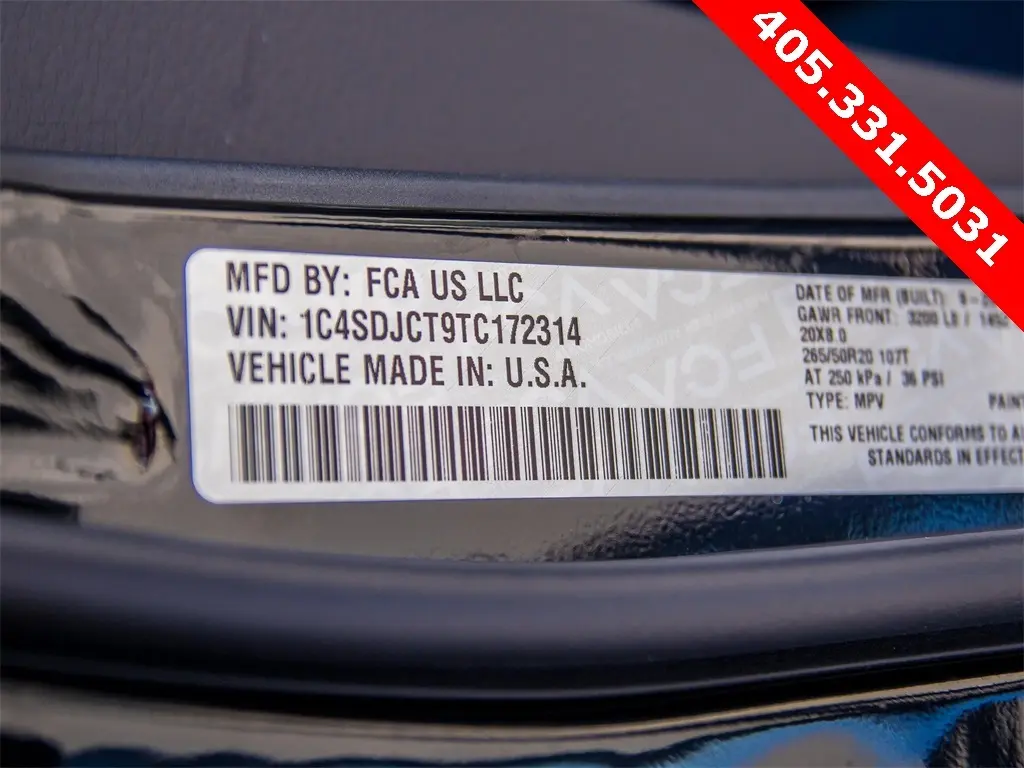 405.331.5031
MFD BY: FCA US LLC
VIN: 1C4SDJCT9TC172314
VEHICLE MADE IN: U.S.A.
DATE OF MFR (BUILT):
GAWR FRONT: 3200 LB /
20X8.0
265/50R20 107T
AT 250 kPa / 36 PSI
TYPE: MPV PAINT
THIS VEHICLE CONFORMS TO
STANDARDS IN EFFECT
FCA